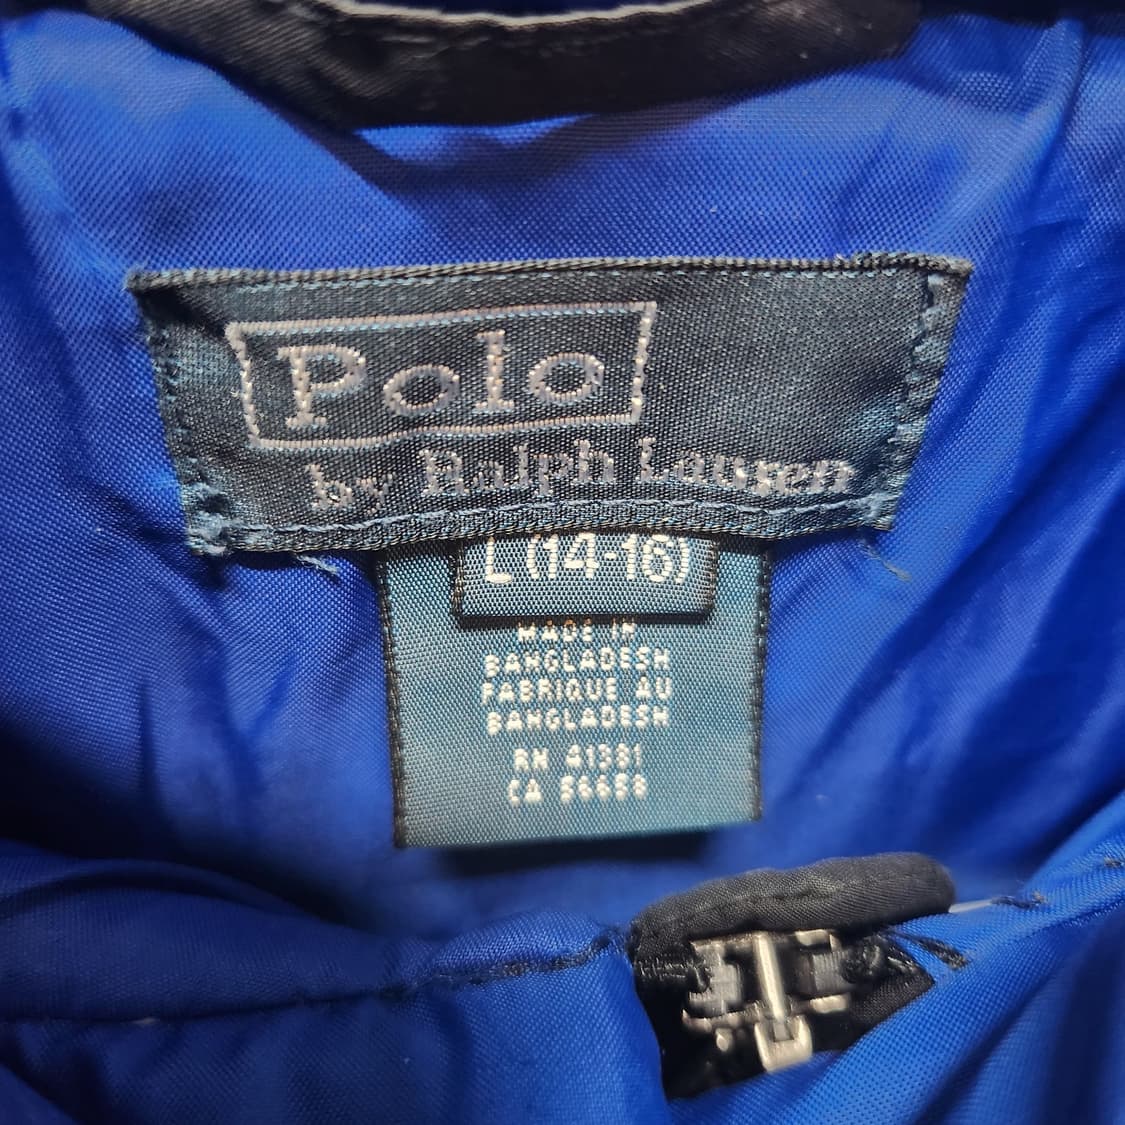 Polo
by Ralph Lauren
L (14-16)
MADE IN
BANGLADESH
FABRIQUE AU
BANGLADESH
RN 41381
CA 56658